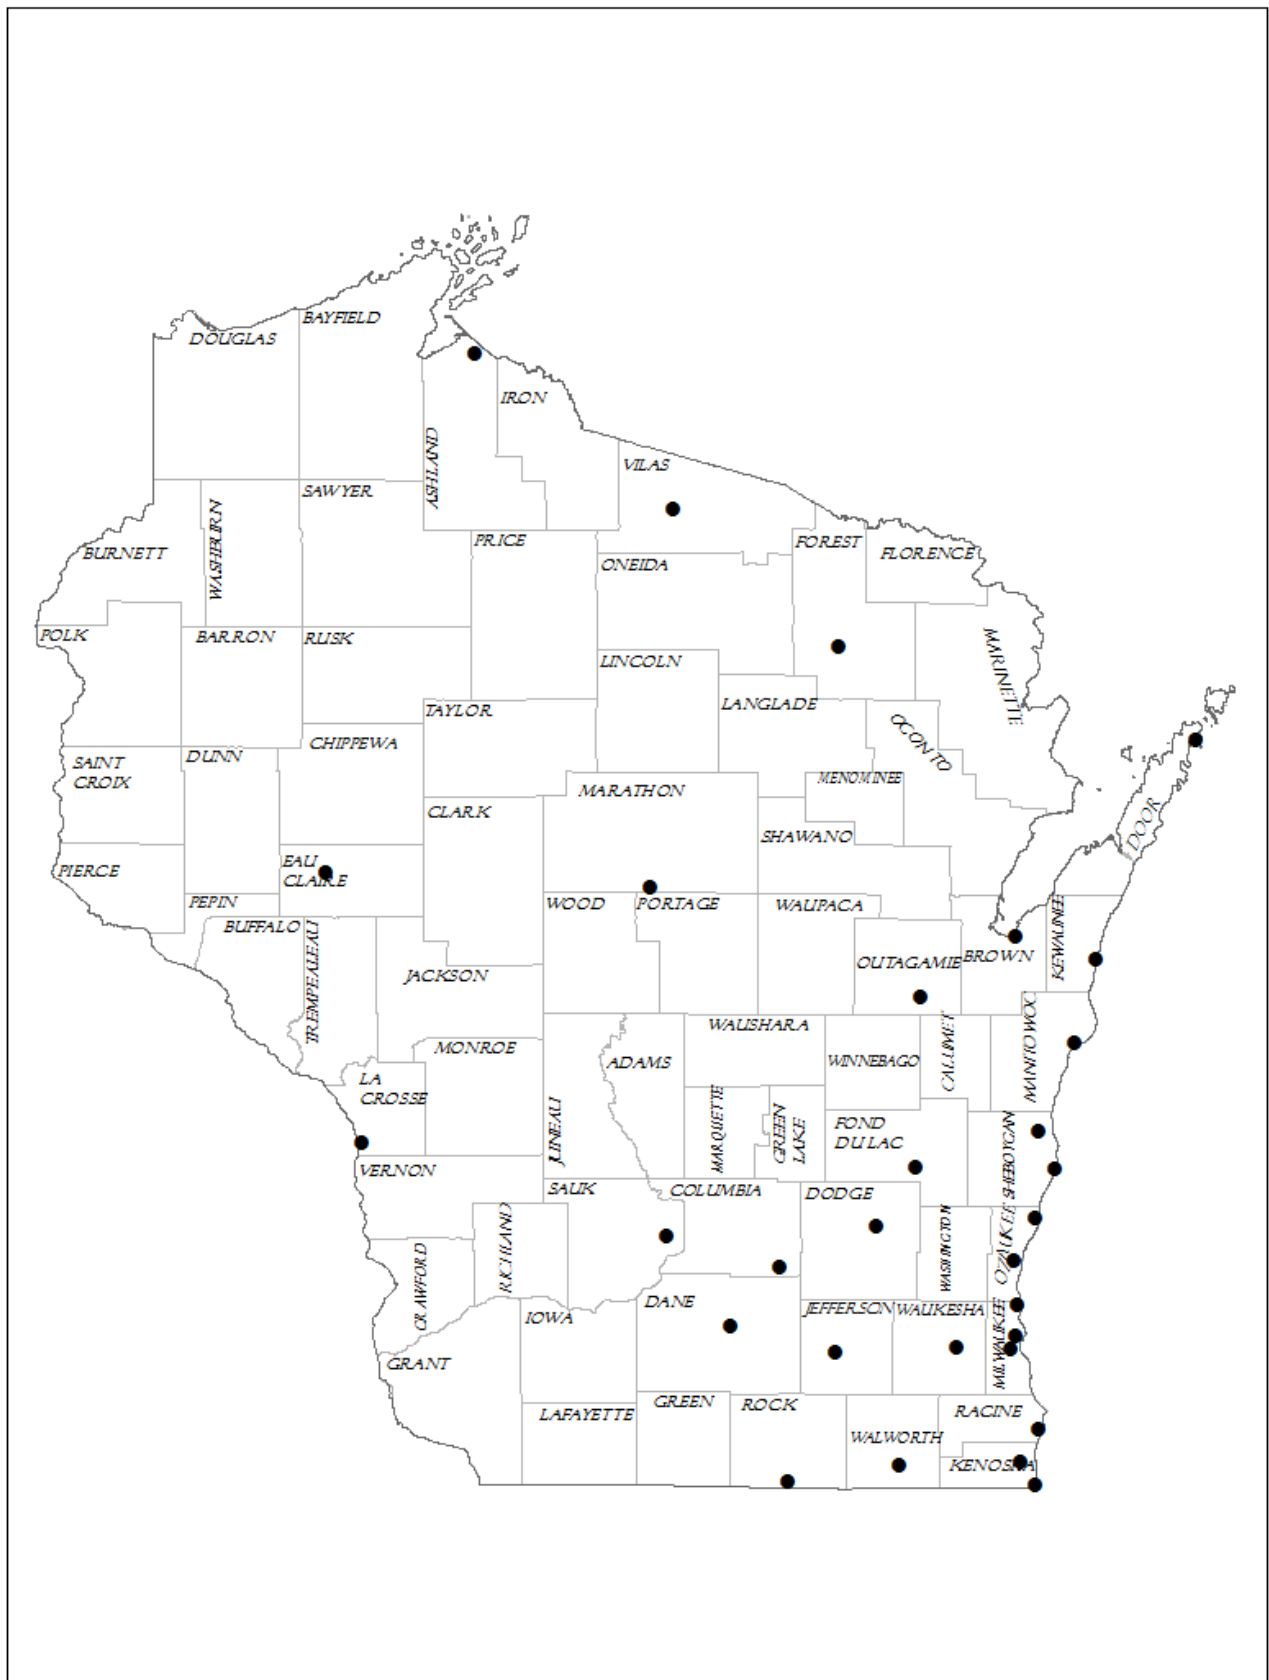 BAYFIELD
DOUGLAS
IRON
ASHLAND
VILAS
SAWYER
WASHBURN
BURNETT
PRICE
ONEIDA
FOREST
FLORENCE
POLK
BARRON
RUSK
LINCOLN
MARINETTE
LANGLADE
TAYLOR
OCONTO
CHIPPEWA
DUNN
SAINT
CROIX
MENOMINEE
MARATHON
CLARK
SHAWANO
DOOR
EAU
CLAIRE
PIERCE
PEPIN
WOOD
PORTAGE
WAUPACA
BUFFALO
TREMPEALEAU
KEWAUNEE
BROWN
OUTAGAMIE
JACKSON
WAUSHARA
MANITOWOC
CALUMET
MONROE
ADAMS
WINNEBAGO
LA
CROSSE
JUNEAU
MARQUETTE
GREEN
LAKE
FOND
DU LAC
SHEBOYGAN
VERNON
SAUK
COLUMBIA
DODGE
RICHLAND
WASHINGTON
OZAUKEE
CRAWFORD
DANE
IOWA
JEFFERSON
WAUKESHA
MILWAUKEE
GRANT
LAFAYETTE
GREEN
ROCK
RACINE
WALWORTH
KENOSHA